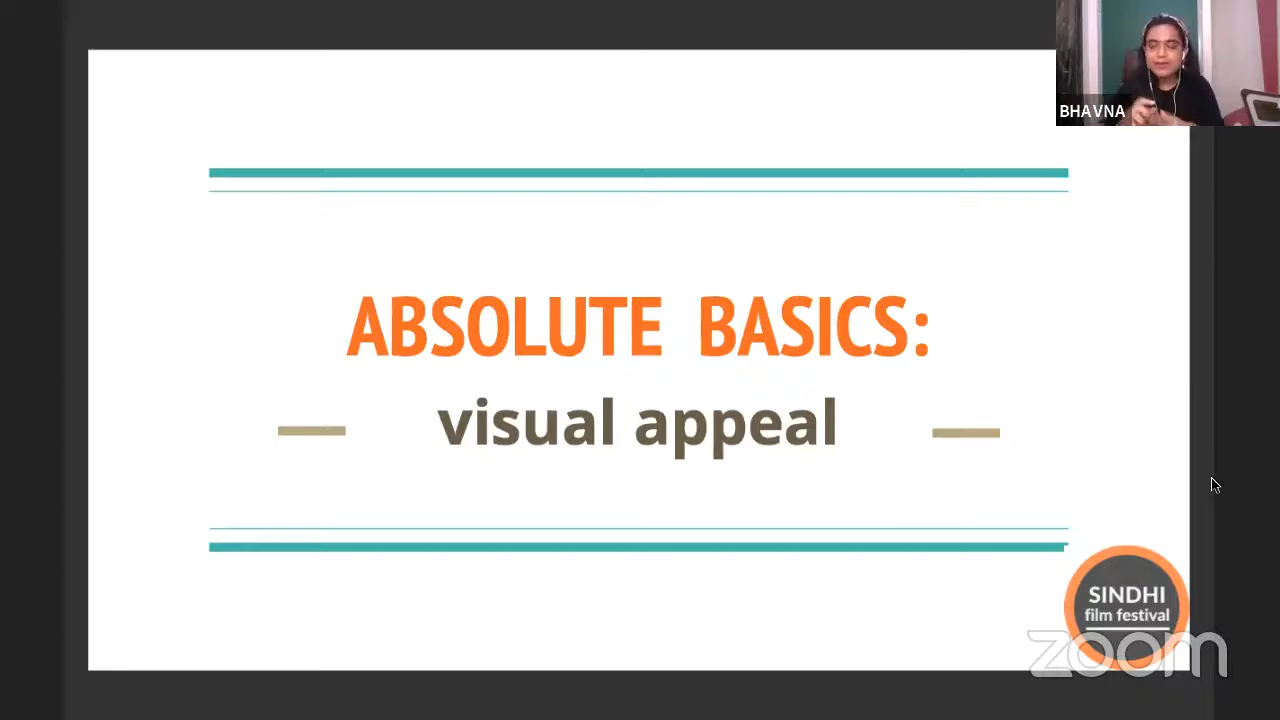 BHAVNA
ABSOLUTE BASICS:
visual appeal
SINDHI
film festival
zoom